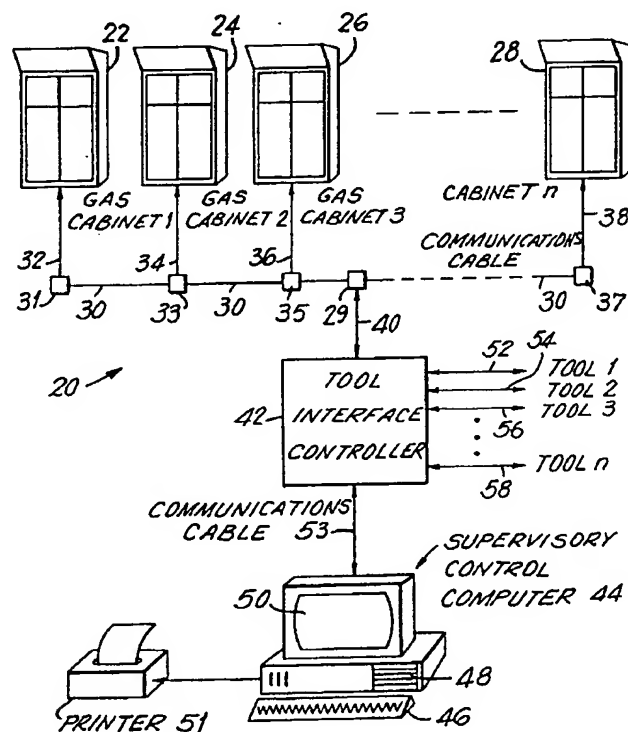 22 24 26 28
GAS CABINET 1
GAS CABINET 2
GAS CABINET 3
CABINET n
32 34 36 38
COMMUNICATIONS CABLE
31 30 33 30 35 29 30 37
40
20
42
TOOL INTERFACE CONTROLLER
52 TOOL 1
54 TOOL 2
56 TOOL 3
58 TOOL n
COMMUNICATIONS CABLE 53
SUPERVISORY CONTROL COMPUTER 44
50
48
46
PRINTER 51